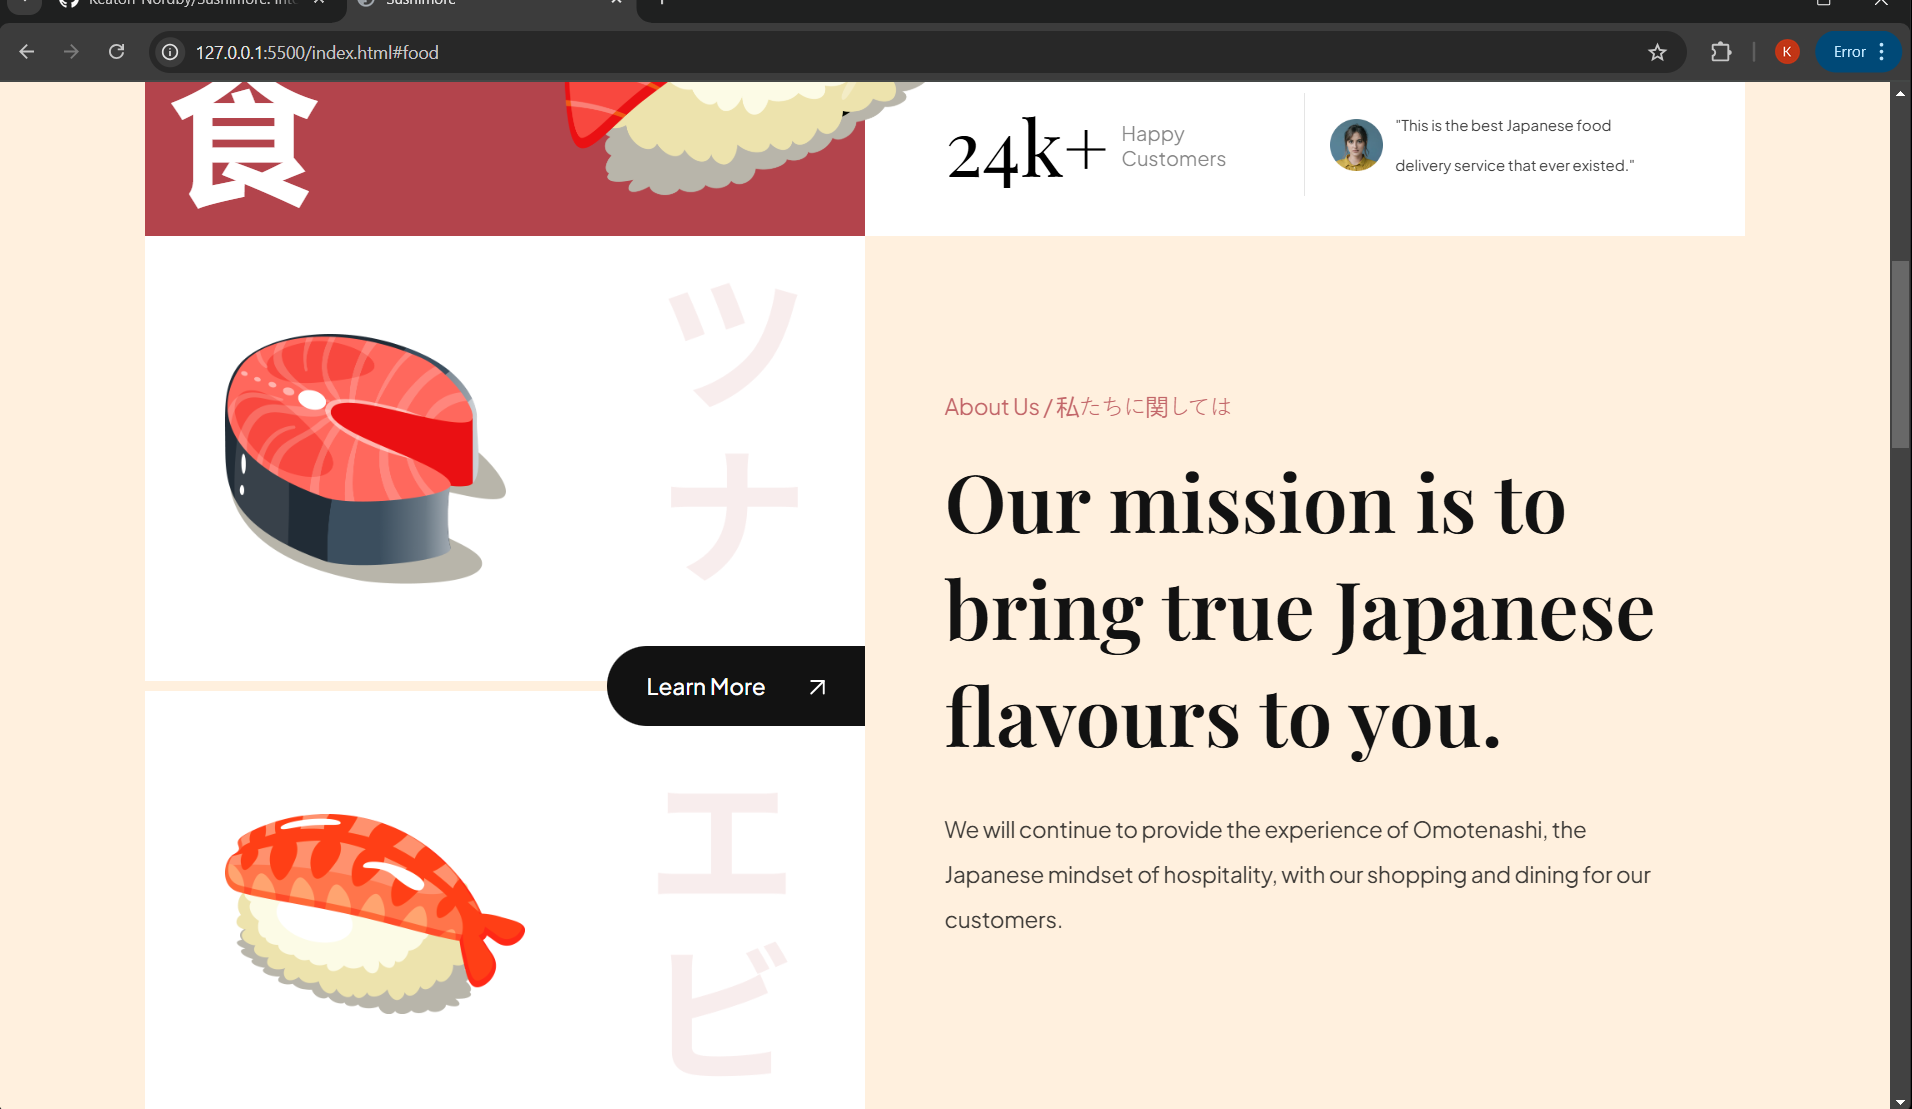 Keaton-Nordby/Sushimore: Inte
Sushimore
127.0.0.1:5500/index.html#food
K
Error
食
24k+
Happy
Customers
"This is the best Japanese food
delivery service that ever existed."
ツナ
About Us / 私たちに関しては
Our mission is to
bring true Japanese
flavours to you.
Learn More
We will continue to provide the experience of Omotenashi, the
Japanese mindset of hospitality, with our shopping and dining for our
customers.
エビ